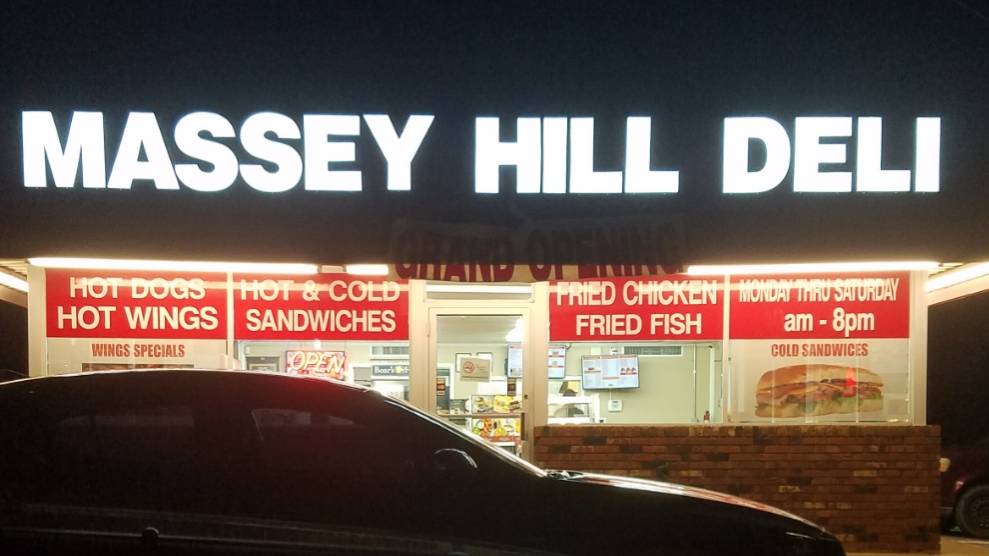 MASSEY HILL DELI
GRAND OPENING
HOT DOGS
HOT WINGS
HOT & COLD
SANDWICHES
FRIED CHICKEN
FRIED FISH
MONDAY THRU SATURDAY
am - 8pm
WINGS SPECIALS
COLD SANDWICES
OPEN